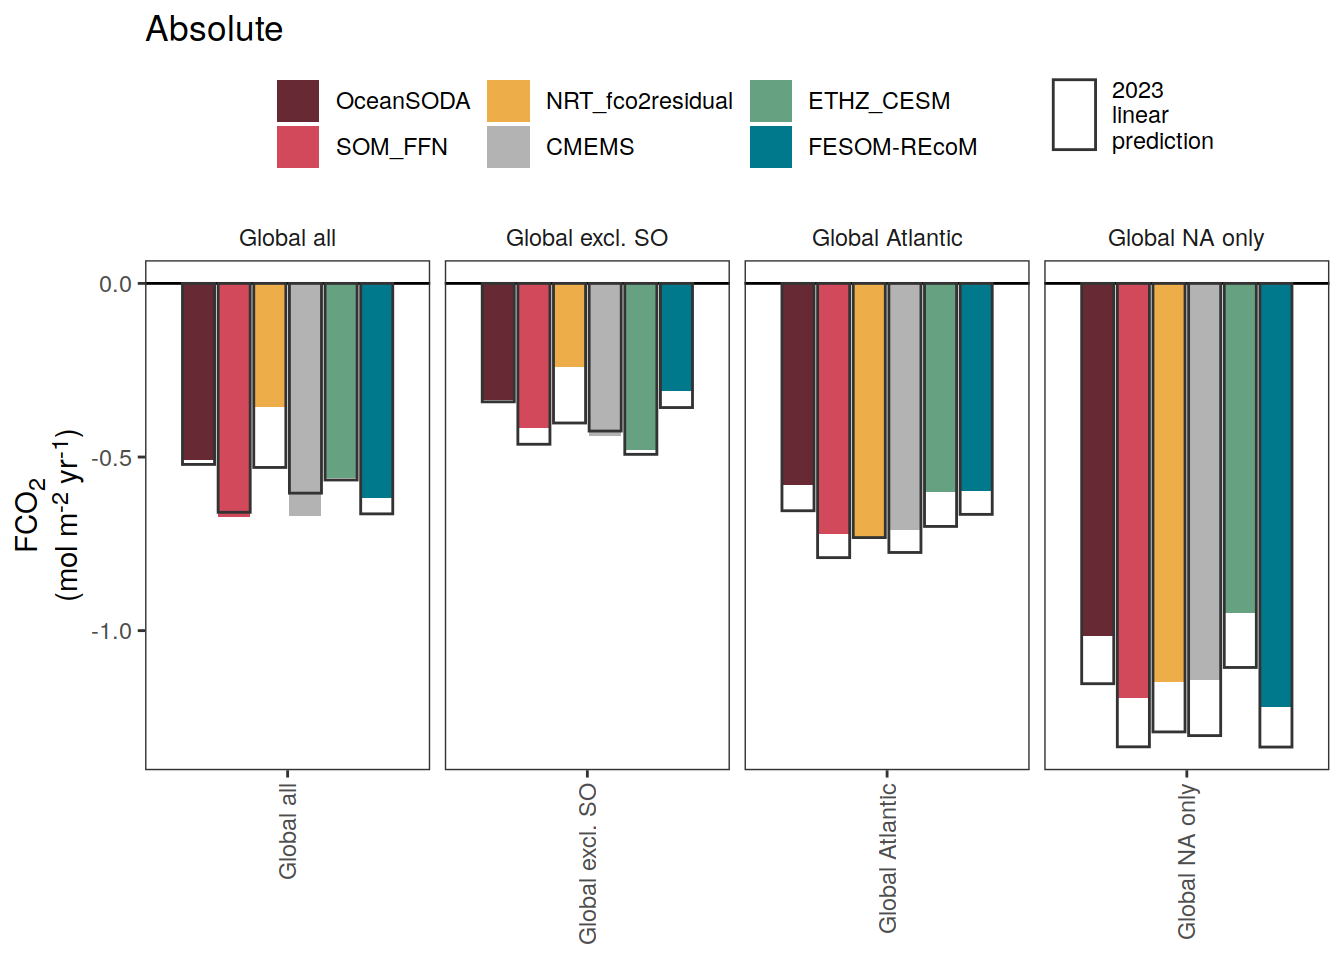 Absolute
OceanSODA
SOM_FFN
NRT_fco2residual
CMEMS
ETHZ_CESM
FESOM-REcoM
2023
linear
prediction
Global all
Global excl. SO
Global Atlantic
Global NA only
FCO2
(mol m-2 yr-1)
0.0
-0.5
-1.0
Global all
Global excl. SO
Global Atlantic
Global NA only